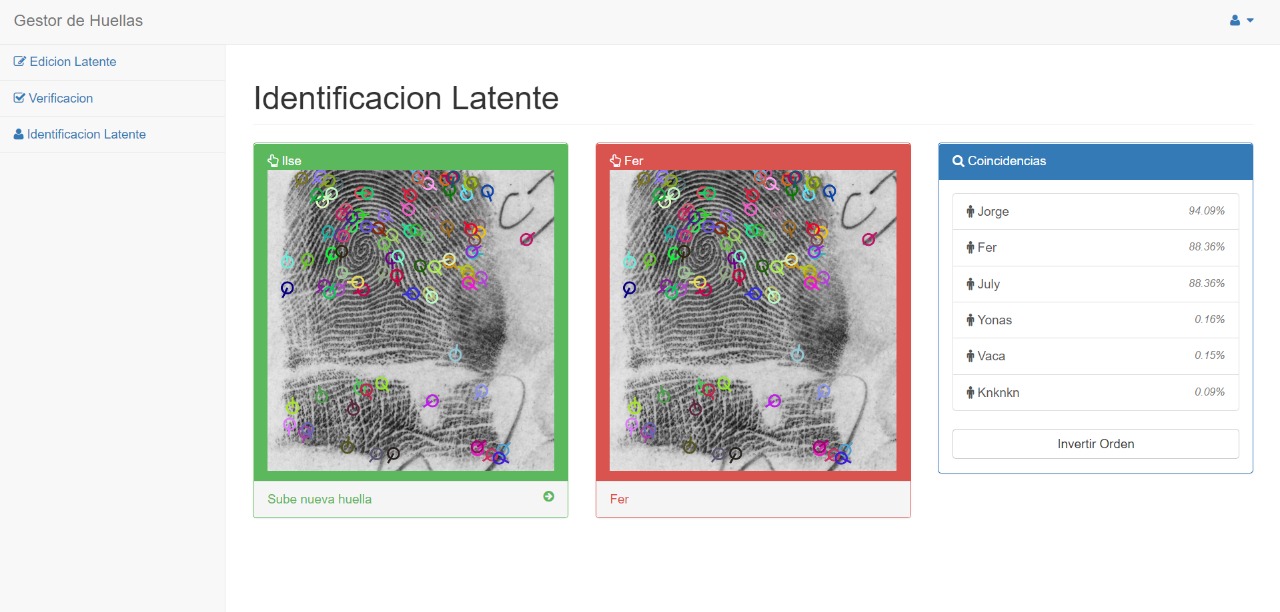 Gestor de Huellas
Edicion Latente
Verificacion
Identificacion Latente
Identificacion Latente
Ilse
Sube nueva huella
Fer
Fer
Coincidencias
Jorge 94.09%
Fer 88.36%
July 88.36%
Yonas 0.16%
Vaca 0.15%
Knknkn 0.09%
Invertir Orden